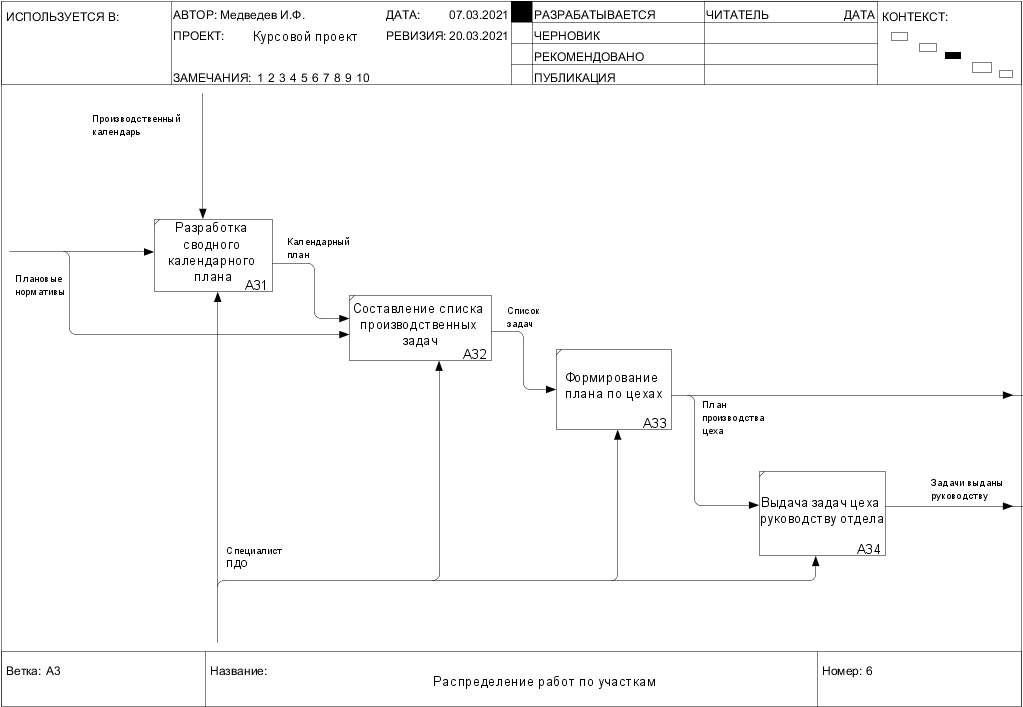 ИСПОЛЬЗУЕТСЯ В:
АВТОР: Медведев И.Ф.
ДАТА: 07.03.2021
РАЗРАБАТЫВАЕТСЯ
ЧИТАТЕЛЬ
ДАТА
КОНТЕКСТ:
ПРОЕКТ: Курсовой проект
РЕВИЗИЯ: 20.03.2021
ЧЕРНОВИК
РЕКОМЕНДОВАНО
ЗАМЕЧАНИЯ: 1 2 3 4 5 6 7 8 9 10
ПУБЛИКАЦИЯ
Производственный
календарь
Разработка
сводного
календарного
плана
А31
Календарный
план
Плановые
нормативы
Составление списка
производственных
задач
А32
Список
задач
Формирование
плана по цехах
А33
План
производства
цеха
Выдача задач цеха
руководству отдела
А34
Задачи выданы
руководству
Специалист
ПДО
Ветка: А3
Название:
Распределение работ по участкам
Номер: 6